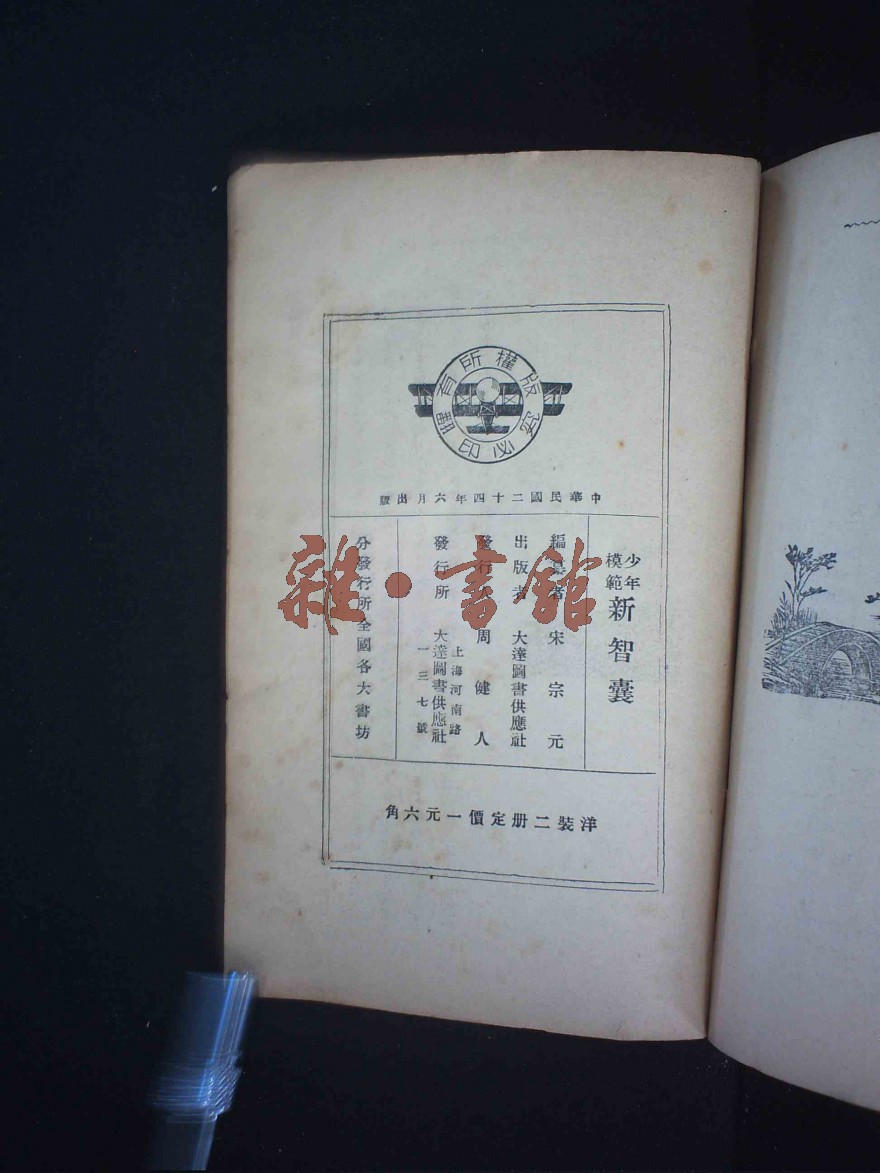 版權所有
翻印必究
中華民國二十四年六月出版
少年
模範
新智囊
編纂者 宋宗元
出版者 大達圖書供應社
發行人 周健人
發行所 大達圖書供應社
上海河南路
一三七號
分發行所全國各大書坊
洋裝二册定價一元六角
雜·書館